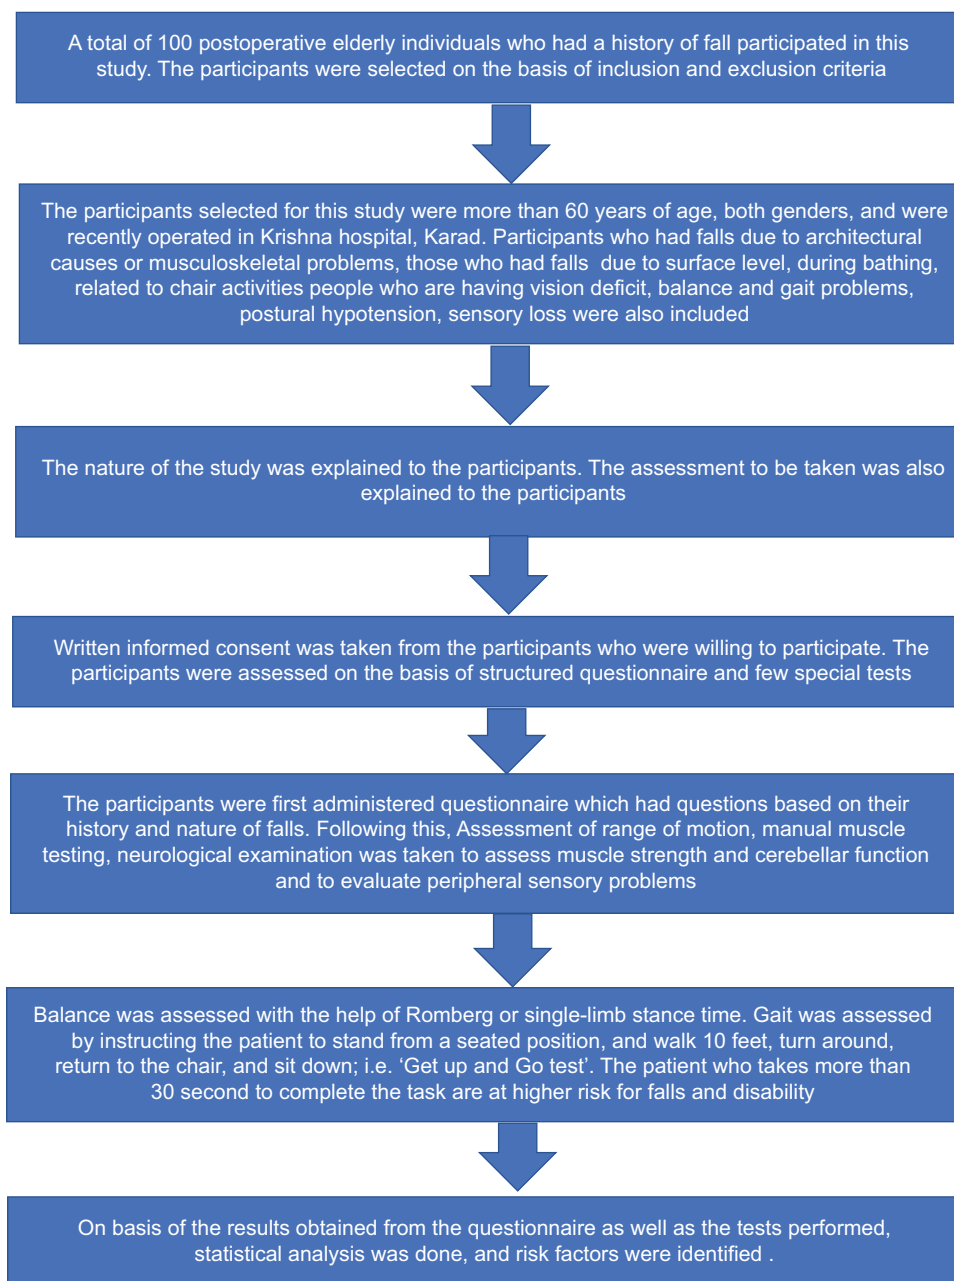 A total of 100 postoperative elderly individuals who had a history of fall participated in this
study. The participants were selected on the basis of inclusion and exclusion criteria
The participants selected for this study were more than 60 years of age, both genders, and were
recently operated in Krishna hospital, Karad. Participants who had falls due to architectural
causes or musculoskeletal problems, those who had falls due to surface level, during bathing,
related to chair activities people who are having vision deficit, balance and gait problems,
postural hypotension, sensory loss were also included
The nature of the study was explained to the participants. The assessment to be taken was also
explained to the participants
Written informed consent was taken from the participants who were willing to participate. The
participants were assessed on the basis of structured questionnaire and few special tests
The participants were first administered questionnaire which had questions based on their
history and nature of falls. Following this, Assessment of range of motion, manual muscle
testing, neurological examination was taken to assess muscle strength and cerebellar function
and to evaluate peripheral sensory problems
Balance was assessed with the help of Romberg or single-limb stance time. Gait was assessed
by instructing the patient to stand from a seated position, and walk 10 feet, turn around,
return to the chair, and sit down; i.e. ‘Get up and Go test’. The patient who takes more than
30 second to complete the task are at higher risk for falls and disability
On basis of the results obtained from the questionnaire as well as the tests performed,
statistical analysis was done, and risk factors were identified .